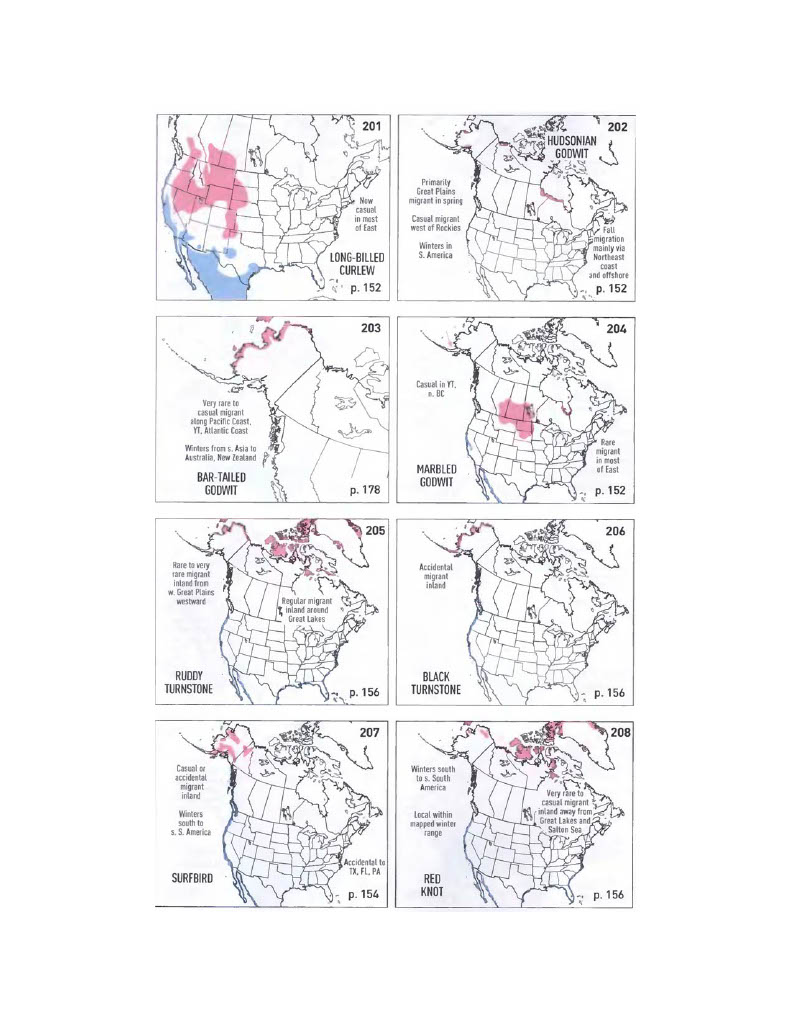 201
Now
casual
in most
of East
LONG-BILLED
CURLEW
p. 152
202
HUDSONIAN
GODWIT
Primarily
Great Plains
migrant in spring
Casual migrant
west of Rockies
Winters in
S. America
Fall
migration
mainly via
Northeast
coast
and offshore
p. 152
203
Very rare to
casual migrant
along Pacific Coast,
YT, Atlantic Coast
Winters from s. Asia to
Australia, New Zealand
BAR-TAILED
GODWIT
p. 178
204
Casual in YT,
n. BC
Rare
migrant
in most
of East
MARBLED
GODWIT
p. 152
205
Rare to very
rare migrant
inland from
w. Great Plains
westward
Regular migrant
inland around
Great Lakes
RUDDY
TURNSTONE
p. 156
206
Accidental
migrant
inland
BLACK
TURNSTONE
p. 156
207
Casual or
accidental
migrant
inland
Winters
south to
s. S. America
Accidental to
TX, FL, PA
SURFBIRD
p. 154
208
Winters south
to s. South
America
Local within
mapped winter
range
Very rare to
casual migrant
inland away from
Great Lakes and
Salton Sea
RED
KNOT
p. 156